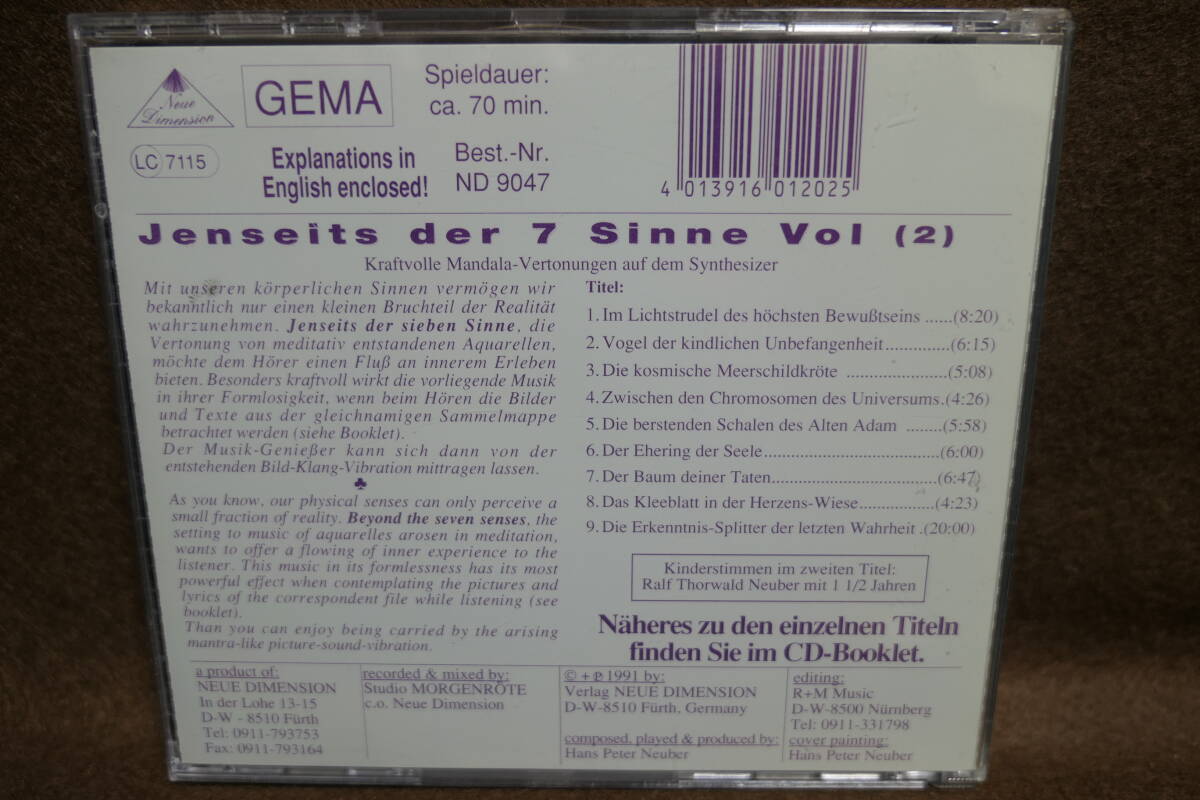 Neue
Dimension
GEMA
Spieldauer:
ca. 70 min.
LC 7115
Explanations in
English enclosed!
Best.-Nr.
ND 9047
4 013916 012025
Jenseits der 7 Sinne Vol (2)
Kraftvolle Mandala-Vertonungen auf dem Synthesizer
Mit unseren körperlichen Sinnen vermögen wir
bekanntlich nur einen kleinen Bruchteil der Realität
wahrzunehmen. Jenseits der sieben Sinne, die
Vertonung von meditativ entstandenen Aquarellen,
möchte dem Hörer einen Fluß an innerem Erleben
bieten. Besonders kraftvoll wirkt die vorliegende Musik
in ihrer Formlosigkeit, wenn beim Hören die Bilder
und Texte aus der gleichnamigen Sammelmappe
betrachtet werden (siehe Booklet).
Der Musik-Genießer kann sich dann von der
entstehenden Bild-Klang-Vibration mittragen lassen.
♣
As you know, our physical senses can only perceive a
small fraction of reality. Beyond the seven senses, the
setting to music of aquarelles arosen in meditation,
wants to offer a flowing of inner experience to the
listener. This music in its formlessness has its most
powerful effect when contemplating the pictures and
lyrics of the correspondent file while listening (see
booklet).
Than you can enjoy being carried by the arising
mantra-like picture-sound-vibration.
Titel:
1. Im Lichtstrudel des höchsten Bewußtseins ......(8:20)
2. Vogel der kindlichen Unbefangenheit..............(6:15)
3. Die kosmische Meerschildkröte ......................(5:08)
4. Zwischen den Chromosomen des Universums.(4:26)
5. Die berstenden Schalen des Alten Adam ........(5:58)
6. Der Ehering der Seele......................................(6:00)
7. Der Baum deiner Taten...................................(6:47)
8. Das Kleeblatt in der Herzens-Wiese................(4:23)
9. Die Erkenntnis-Splitter der letzten Wahrheit .(20:00)
Kinderstimmen im zweiten Titel:
Ralf Thorwald Neuber mit 1 1/2 Jahren
Näheres zu den einzelnen Titeln
finden Sie im CD-Booklet.
a product of:
NEUE DIMENSION
In der Lohe 13-15
D-W - 8510 Fürth
Tel: 0911-793753
Fax: 0911-793164
recorded & mixed by:
Studio MORGENRÖTE
c.o. Neue Dimension
© + ℗ 1991 by:
Verlag NEUE DIMENSION
D-W-8510 Fürth, Germany
composed, played & produced by:
Hans Peter Neuber
editing:
R+M Music
D-W-8500 Nürnberg
Tel: 0911-331798
cover painting:
Hans Peter Neuber